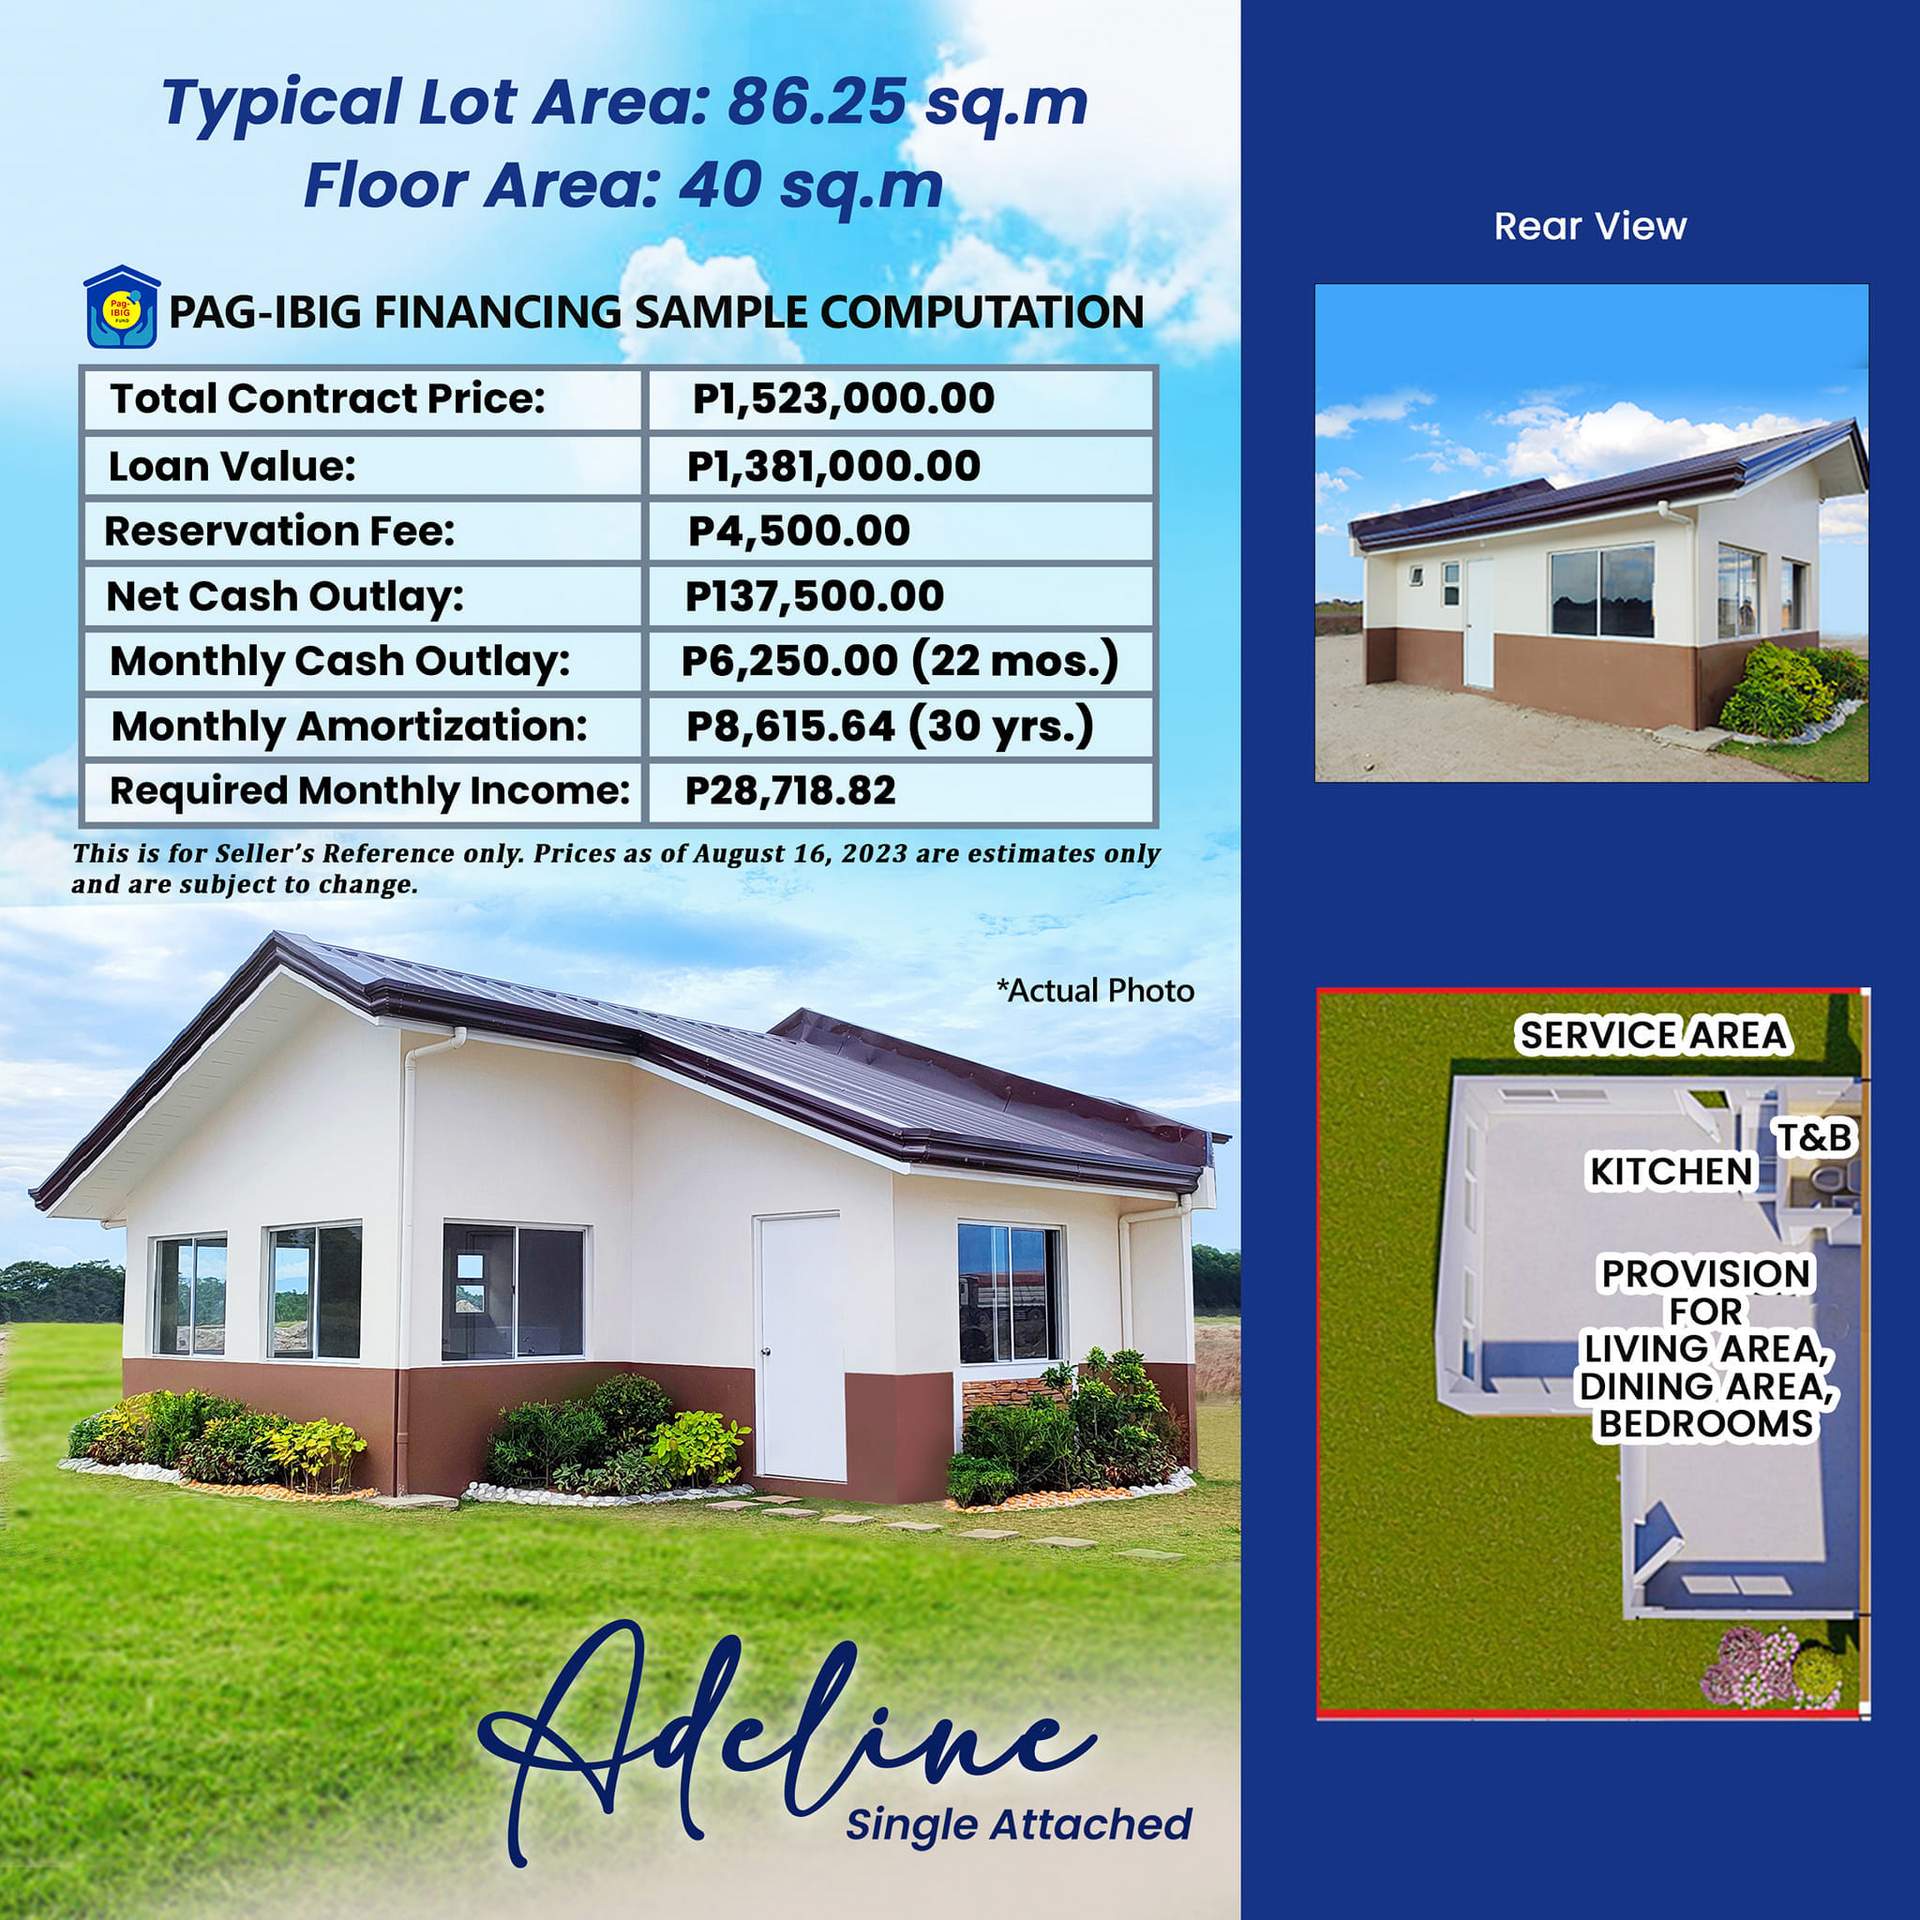 Typical Lot Area: 86.25 sq.m
Floor Area: 40 sq.m
Pag-
IBIG
FUND
PAG-IBIG FINANCING SAMPLE COMPUTATION
Total Contract Price: P1,523,000.00
Loan Value: P1,381,000.00
Reservation Fee: P4,500.00
Net Cash Outlay: P137,500.00
Monthly Cash Outlay: P6,250.00 (22 mos.)
Monthly Amortization: P8,615.64 (30 yrs.)
Required Monthly Income: P28,718.82
This is for Seller's Reference only. Prices as of August 16, 2023 are estimates only
and are subject to change.
*Actual Photo
Adeline
Single Attached
Rear View
SERVICE AREA
T&B
KITCHEN
PROVISION
FOR
LIVING AREA,
DINING AREA,
BEDROOMS